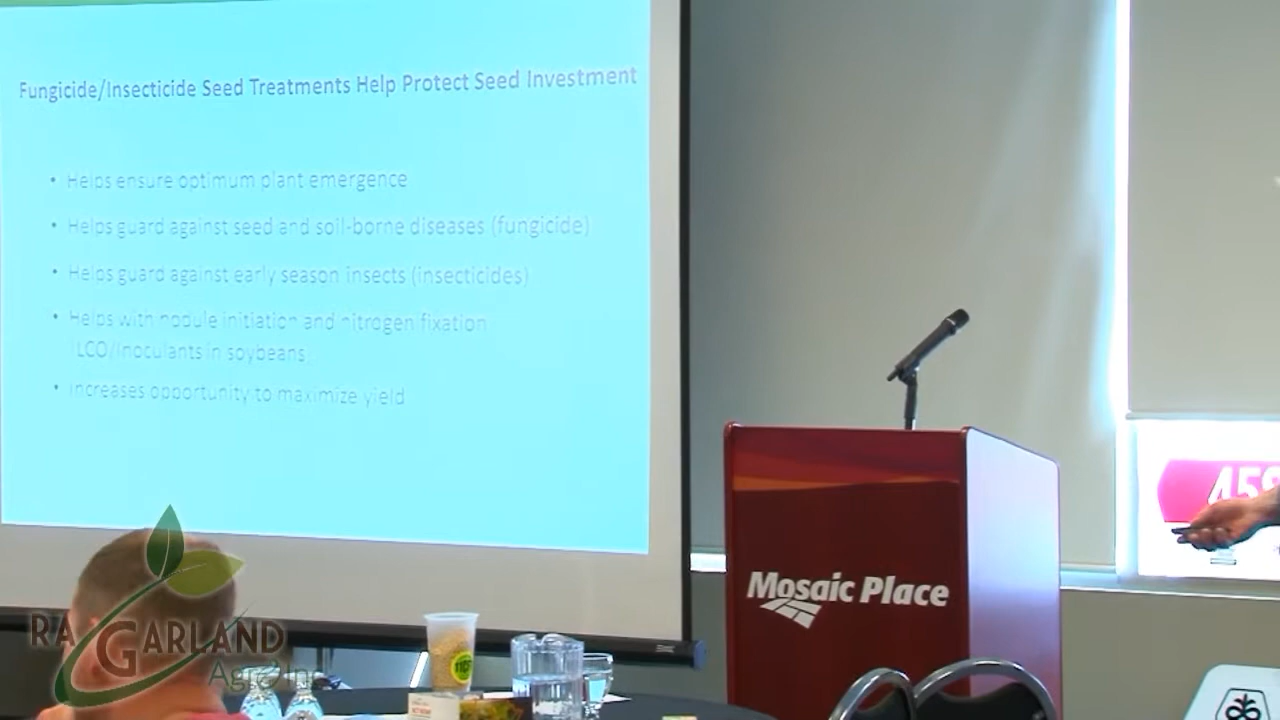 Fungicide/Insecticide Seed Treatments Help Protect Seed Investment
• Helps ensure optimum plant emergence
• Helps guard against seed and soil-borne diseases (fungicide)
• Helps guard against early season insects (insecticides)
• Helps with nodule initiation and nitrogen fixation
(LCO/Inoculants in soybeans)
• Increases opportunity to maximize yield
Mosaic Place
RA GARLAND
Agro Inc